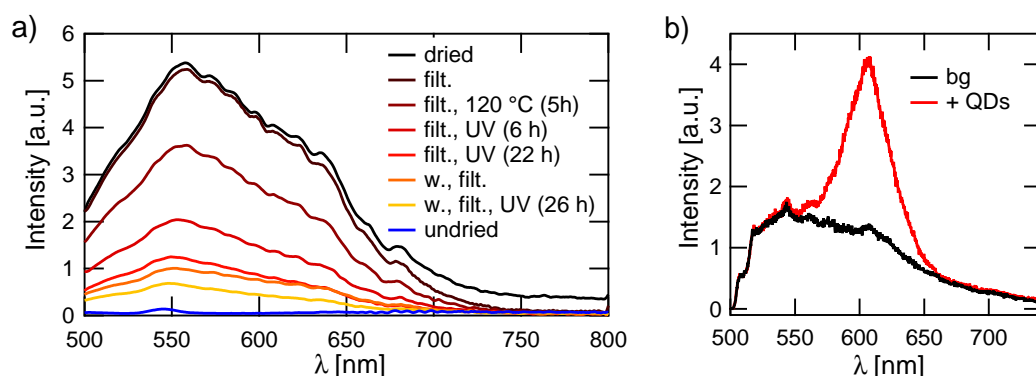 a)
Intensity [a.u.]
6
5
4
3
2
1
0
500
550
600
650
700
750
800
λ [nm]
dried
filt.
filt., 120 °C (5h)
filt., UV (6 h)
filt., UV (22 h)
w., filt.
w., filt., UV (26 h)
undried
b)
Intensity [a.u.]
4
3
2
1
0
500
550
600
650
700
λ [nm]
bg
+ QDs